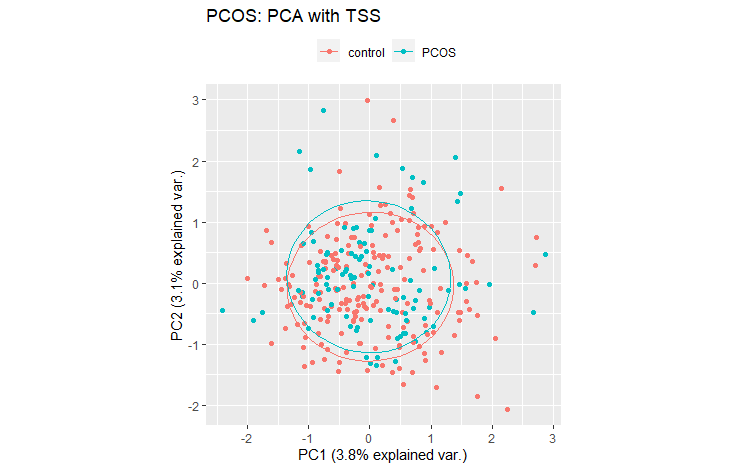 PCOS: PCA with TSS
control PCOS
3
2
1
0
-1
-2
PC2 (3.1% explained var.)
-2 -1 0 1 2 3
PC1 (3.8% explained var.)